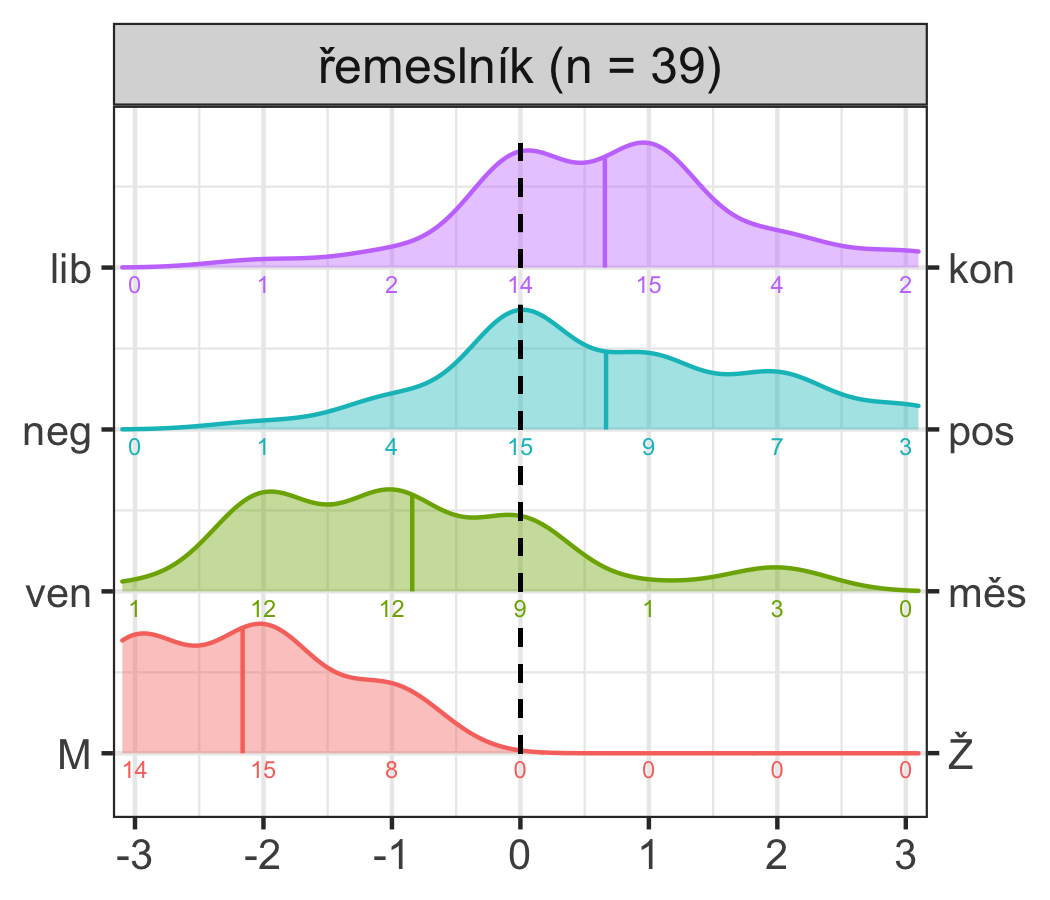 řemeslník (n = 39)
lib kon
0 1 2 14 15 4 2
neg pos
0 1 4 15 9 7 3
ven měs
1 12 12 9 1 3 0
M Ž
14 15 8 0 0 0 0
-3 -2 -1 0 1 2 3